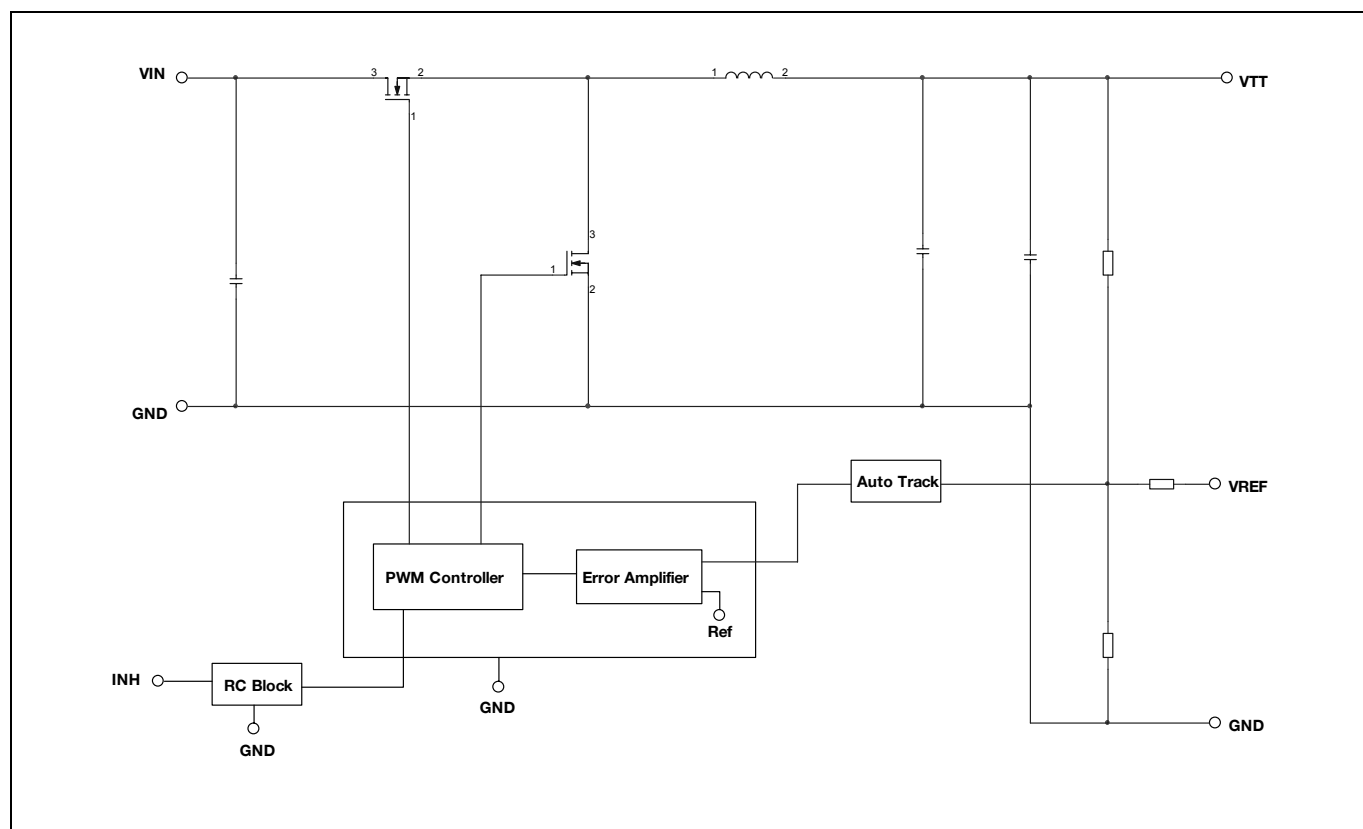 VIN
3
2
1
1
2
VTT
3
1
2
GND
Auto Track
VREF
PWM Controller
Error Amplifier
Ref
INH
RC Block
GND
GND
GND